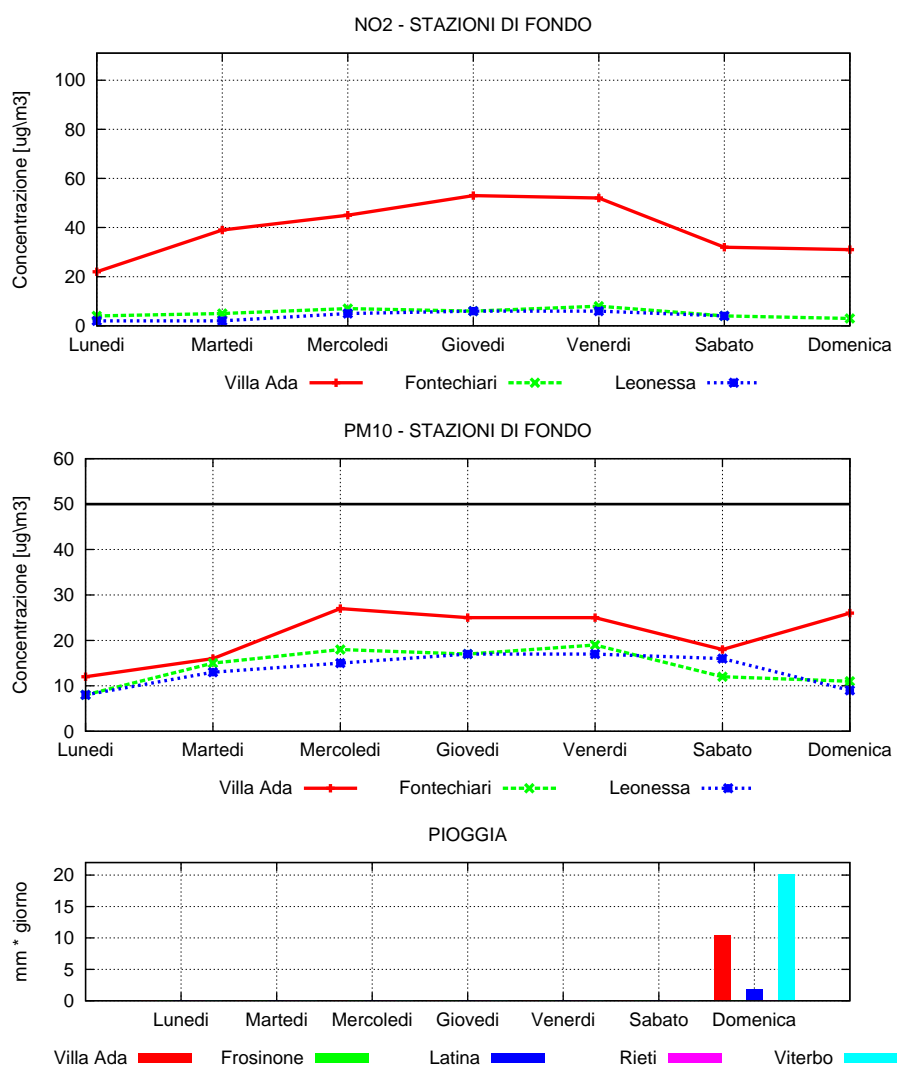 NO2 - STAZIONI DI FONDO
Concentrazione [ug\m3]
100
80
60
40
20
0
Lunedi Martedi Mercoledi Giovedi Venerdi Sabato Domenica
Villa Ada Fontechiari Leonessa
PM10 - STAZIONI DI FONDO
Concentrazione [ug\m3]
60
50
40
30
20
10
0
Lunedi Martedi Mercoledi Giovedi Venerdi Sabato Domenica
Villa Ada Fontechiari Leonessa
PIOGGIA
mm * giorno
20
15
10
5
0
Lunedi Martedi Mercoledi Giovedi Venerdi Sabato Domenica
Villa Ada Frosinone Latina Rieti Viterbo